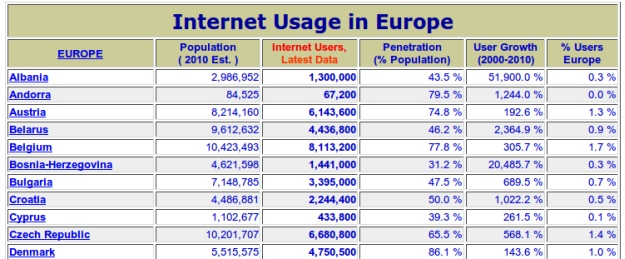 Internet Usage in Europe
EUROPE Population ( 2010 Est. ) Internet Users, Latest Data Penetration (% Population) User Growth (2000-2010) % Users Europe
Albania 2,986,952 1,300,000 43.5 % 51,900.0 % 0.3 %
Andorra 84,525 67,200 79.5 % 1,244.0 % 0.0 %
Austria 8,214,160 6,143,600 74.8 % 192.6 % 1.3 %
Belarus 9,612,632 4,436,800 46.2 % 2,364.9 % 0.9 %
Belgium 10,423,493 8,113,200 77.8 % 305.7 % 1.7 %
Bosnia-Herzegovina 4,621,598 1,441,000 31.2 % 20,485.7 % 0.3 %
Bulgaria 7,148,785 3,395,000 47.5 % 689.5 % 0.7 %
Croatia 4,486,881 2,244,400 50.0 % 1,022.2 % 0.5 %
Cyprus 1,102,677 433,800 39.3 % 261.5 % 0.1 %
Czech Republic 10,201,707 6,680,800 65.5 % 568.1 % 1.4 %
Denmark 5,515,575 4,750,500 86.1 % 143.6 % 1.0 %